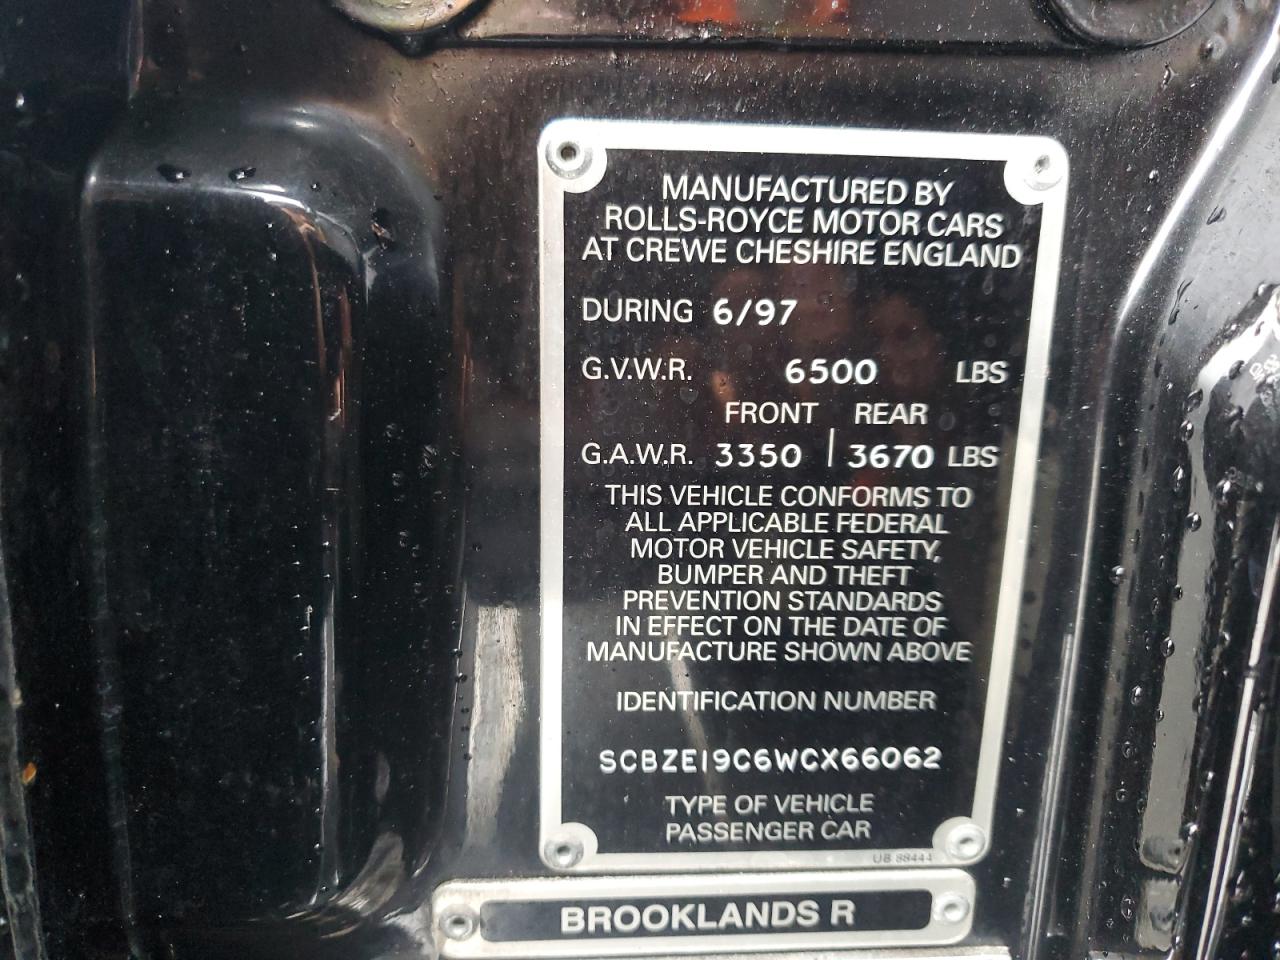 MANUFACTURED BY
ROLLS-ROYCE MOTOR CARS
AT CREWE CHESHIRE ENGLAND
DURING 6/97
G.V.W.R. 6500 LBS
FRONT REAR
G.A.W.R. 3350 | 3670 LBS
THIS VEHICLE CONFORMS TO
ALL APPLICABLE FEDERAL
MOTOR VEHICLE SAFETY,
BUMPER AND THEFT
PREVENTION STANDARDS
IN EFFECT ON THE DATE OF
MANUFACTURE SHOWN ABOVE
IDENTIFICATION NUMBER
SCBZE19C6WCX66062
TYPE OF VEHICLE
PASSENGER CAR
UB 88444
BROOKLANDS R